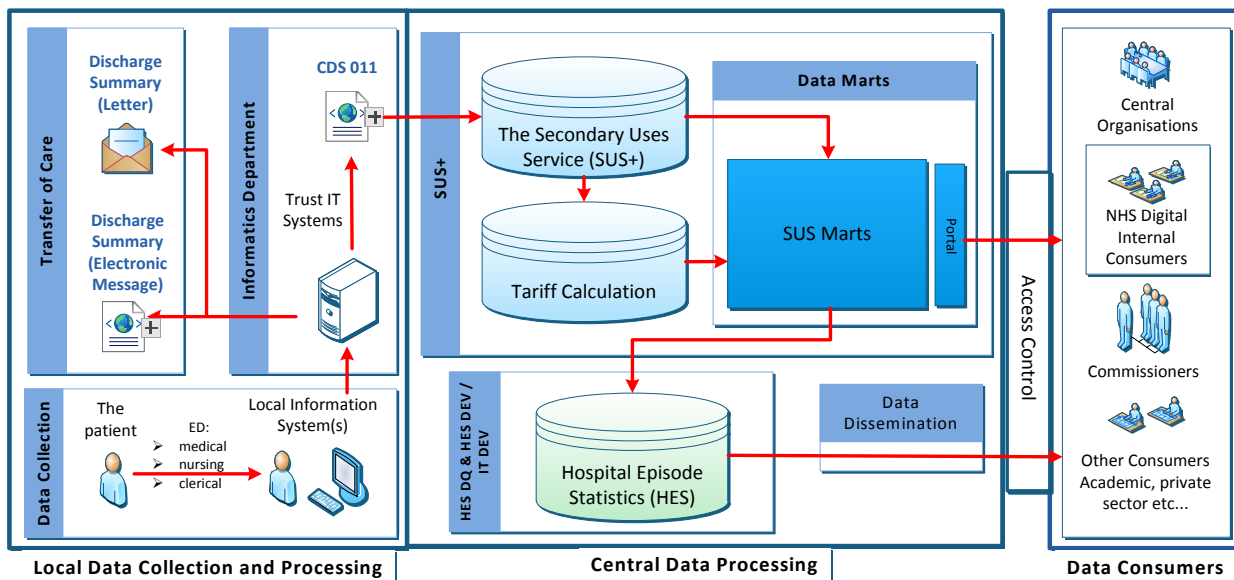 Transfer of Care
Discharge
Summary
(Letter)
Discharge
Summary
(Electronic
Message)
Informatics Department
CDS 011
Trust IT
Systems
Data Collection
The
patient
ED:
medical
nursing
clerical
Local Information
System(s)
Local Data Collection and Processing
SUS+
The Secondary Uses
Service (SUS+)
Tariff Calculation
Data Marts
SUS Marts
Portal
HES DQ & HES DEV /
IT DEV
Hospital Episode
Statistics (HES)
Data
Dissemination
Central Data Processing
Access Control
Central
Organisations
NHS Digital
Internal
Consumers
Commissioners
Other Consumers
Academic, private
sector etc...
Data Consumers